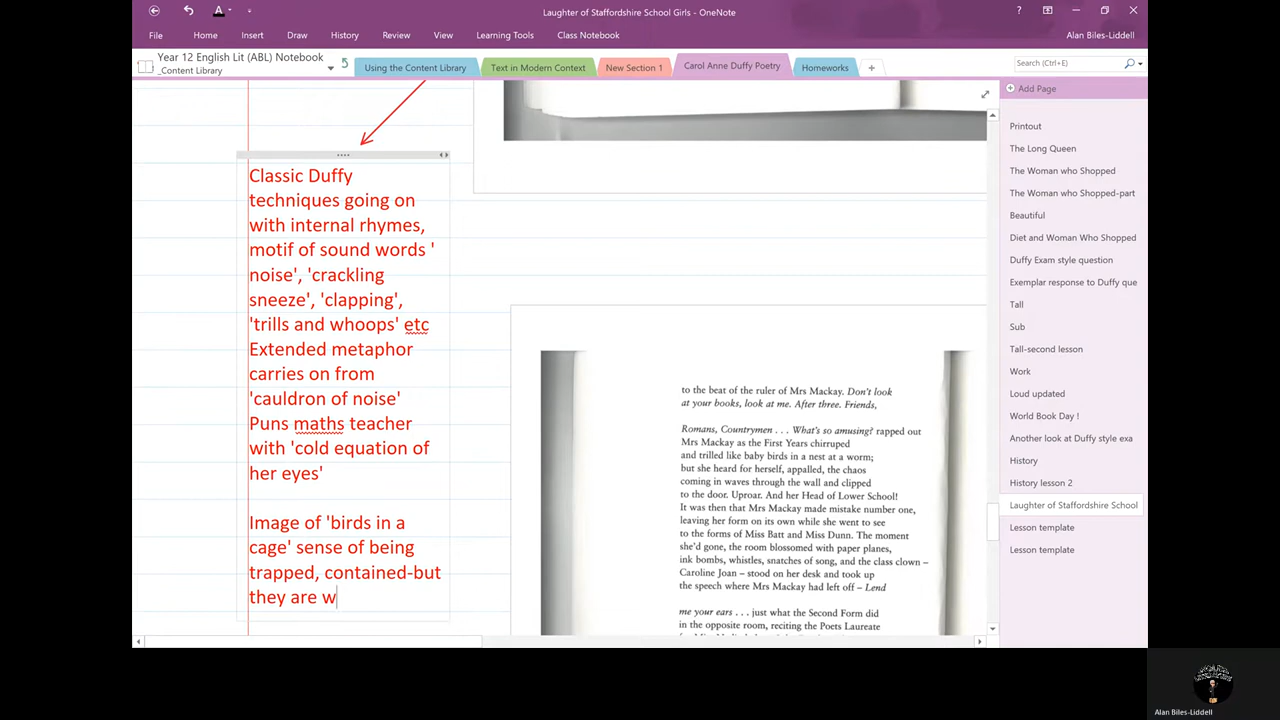 Laughter of Staffordshire School Girls - OneNote
File Home Insert Draw History Review View Learning Tools Class Notebook
Alan Biles-Liddell
Year 12 English Lit (ABL) Notebook
_Content Library
Using the Content Library Text in Modern Context New Section 1 Carol Anne Duffy Poetry Homeworks
Search (Ctrl+E)
Classic Duffy
techniques going on
with internal rhymes,
motif of sound words '
noise', 'crackling
sneeze', 'clapping',
'trills and whoops' etc
Extended metaphor
carries on from
'cauldron of noise'
Puns maths teacher
with 'cold equation of
her eyes'
Image of 'birds in a
cage' sense of being
trapped, contained-but
they are w
to the beat of the ruler of Mrs Mackay. Don't look
at your books, look at me. After three. Friends,
Romans, Countrymen . . . What's so amusing? rapped out
Mrs Mackay as the First Years chirruped
and trilled like baby birds in a nest at a worm;
but she heard for herself, appalled, the chaos
coming in waves through the wall and clipped
to the door. Uproar. And her Head of Lower School!
It was then that Mrs Mackay made mistake number one,
leaving her form on its own while she went to see
to the forms of Miss Batt and Miss Dunn. The moment
she'd gone, the room blossomed with paper planes,
ink bombs, whistles, snatches of song, and the class clown –
Caroline Joan – stood on her desk and took up
the speech where Mrs Mackay had left off – Lend
me your ears . . . just what the Second Form did
in the opposite room, reciting the Poets Laureate
Add Page
Printout
The Long Queen
The Woman who Shopped
The Woman who Shopped-part
Beautiful
Diet and Woman Who Shopped
Duffy Exam style question
Exemplar response to Duffy que
Tall
Sub
Tall-second lesson
Work
Loud updated
World Book Day !
Another look at Duffy style exa
History
History lesson 2
Laughter of Staffordshire School
Lesson template
Lesson template
Alan Biles-Liddell